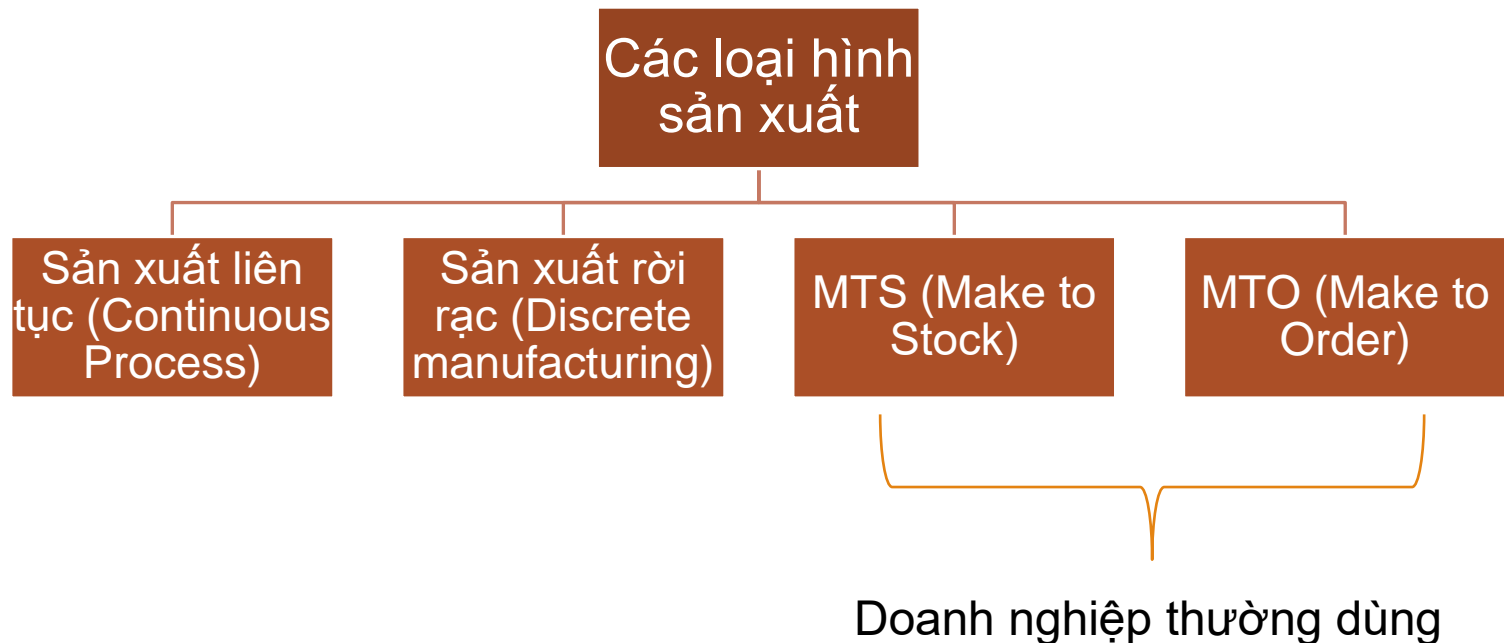 Các loại hình
sản xuất
Sản xuất liên
tục (Continuous
Process)
Sản xuất rời
rạc (Discrete
manufacturing)
MTS (Make to
Stock)
MTO (Make to
Order)
Doanh nghiệp thường dùng